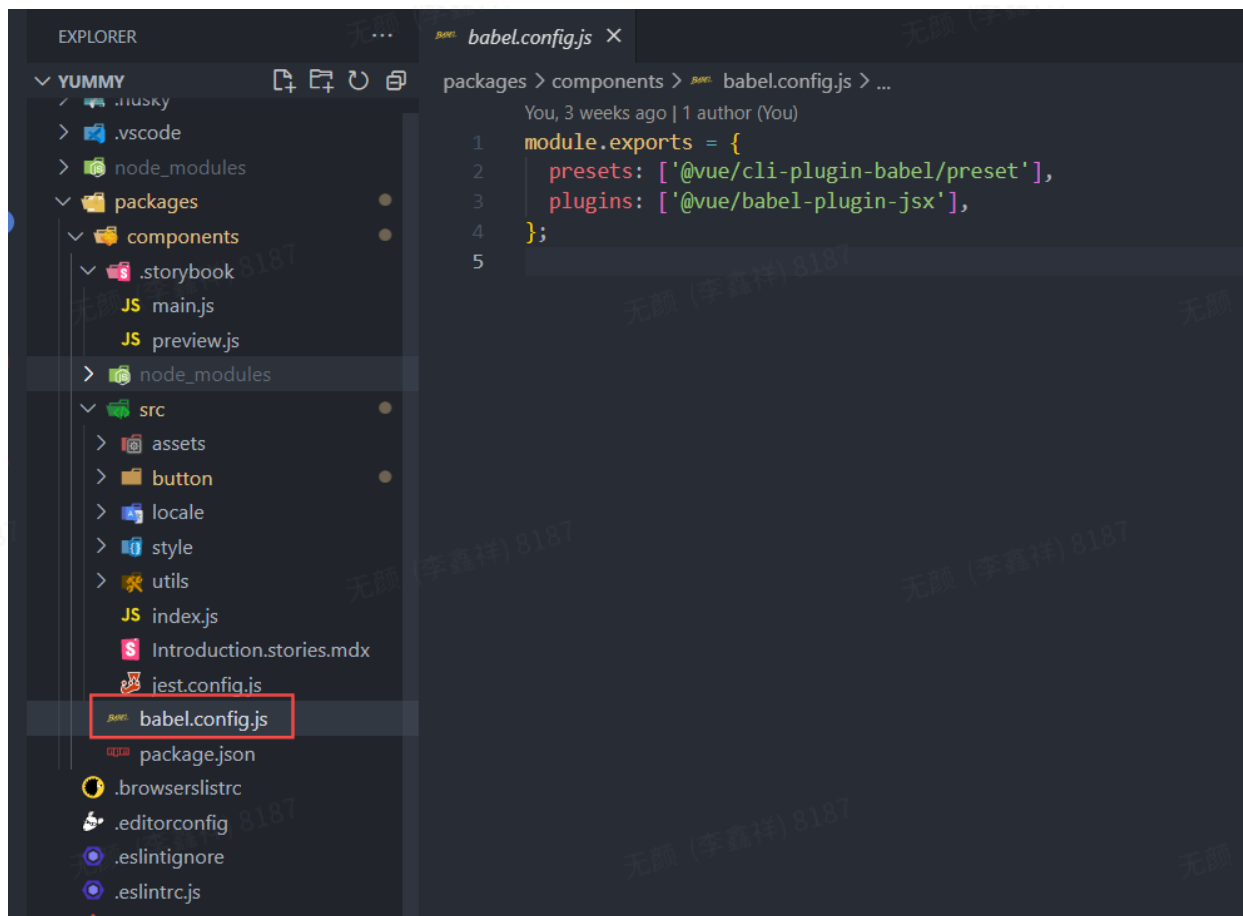 EXPLORER
babel.config.js
YUMMY
packages > components > babel.config.js > ...
.husky
You, 3 weeks ago | 1 author (You)
.vscode
1 module.exports = {
node_modules
2 presets: ['@vue/cli-plugin-babel/preset'],
packages
3 plugins: ['@vue/babel-plugin-jsx'],
components
4 };
.storybook
5
JS main.js
JS preview.js
node_modules
src
assets
button
locale
style
utils
JS index.js
Introduction.stories.mdx
jest.config.js
BABEL babel.config.js
package.json
.browserslistrc
.editorconfig
.eslintignore
.eslintrc.js
无颜 (李鑫祥) 8187